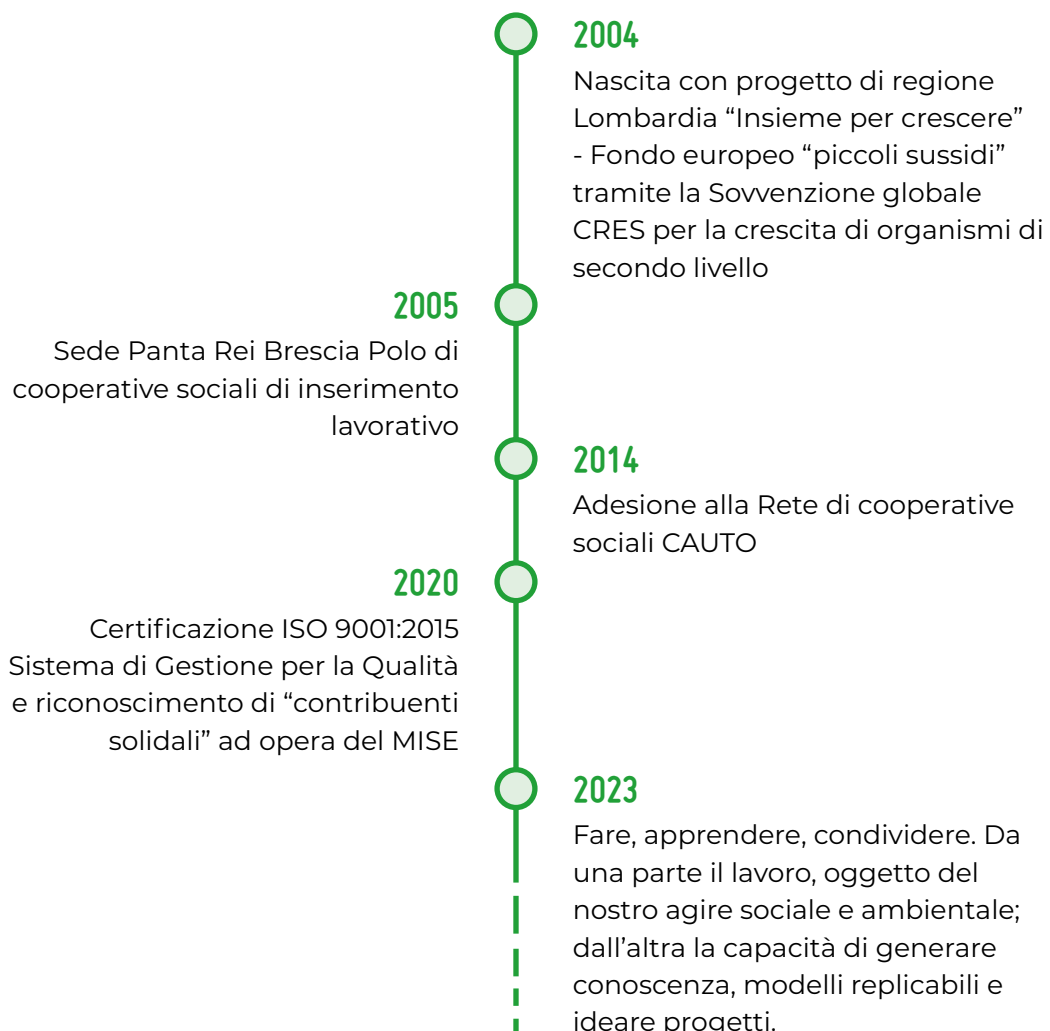 2004
Nascita con progetto di regione
Lombardia “Insieme per crescere”
- Fondo europeo “piccoli sussidi”
tramite la Sovvenzione globale
CRES per la crescita di organismi di
secondo livello
2005
Sede Panta Rei Brescia Polo di
cooperative sociali di inserimento
lavorativo
2014
Adesione alla Rete di cooperative
sociali CAUTO
2020
Certificazione ISO 9001:2015
Sistema di Gestione per la Qualità
e riconoscimento di “contribuenti
solidali” ad opera del MISE
2023
Fare, apprendere, condividere. Da
una parte il lavoro, oggetto del
nostro agire sociale e ambientale;
dall’altra la capacità di generare
conoscenza, modelli replicabili e
ideare progetti.